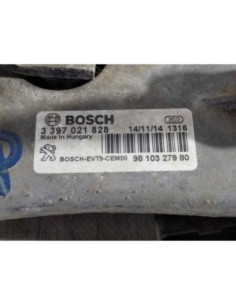 BOSCH
3 397 021 828 14/11/14 1316
Made in Hungary
BOSCH-EVT9-CEM00 98 103 279 80